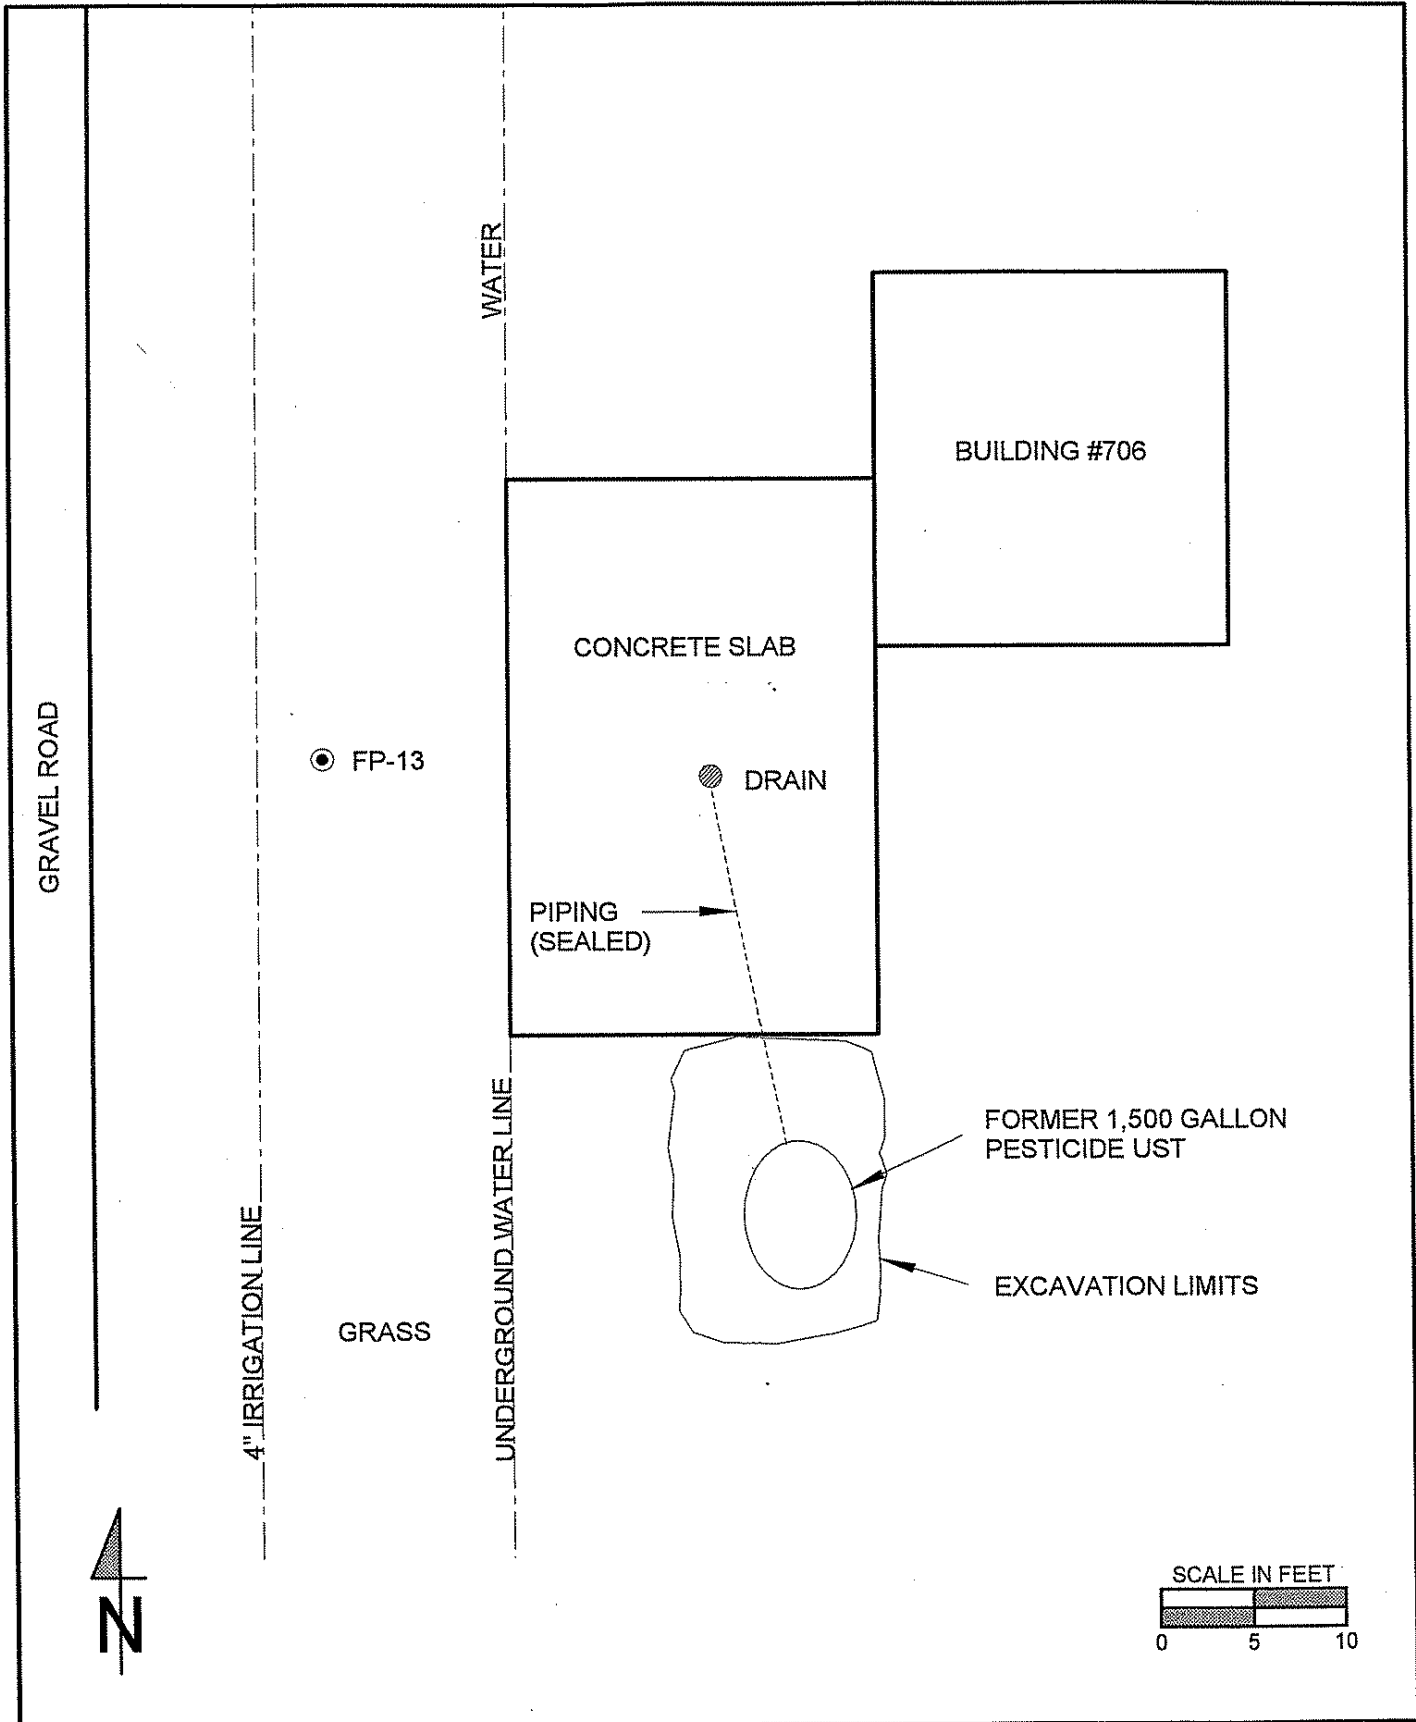 WATER
BUILDING #706
CONCRETE SLAB
GRAVEL ROAD
FP-13
DRAIN
PIPING
(SEALED)
UNDERGROUND WATER LINE
FORMER 1,500 GALLON
PESTICIDE UST
4" IRRIGATION LINE
EXCAVATION LIMITS
GRASS
N
SCALE IN FEET
0 5 10